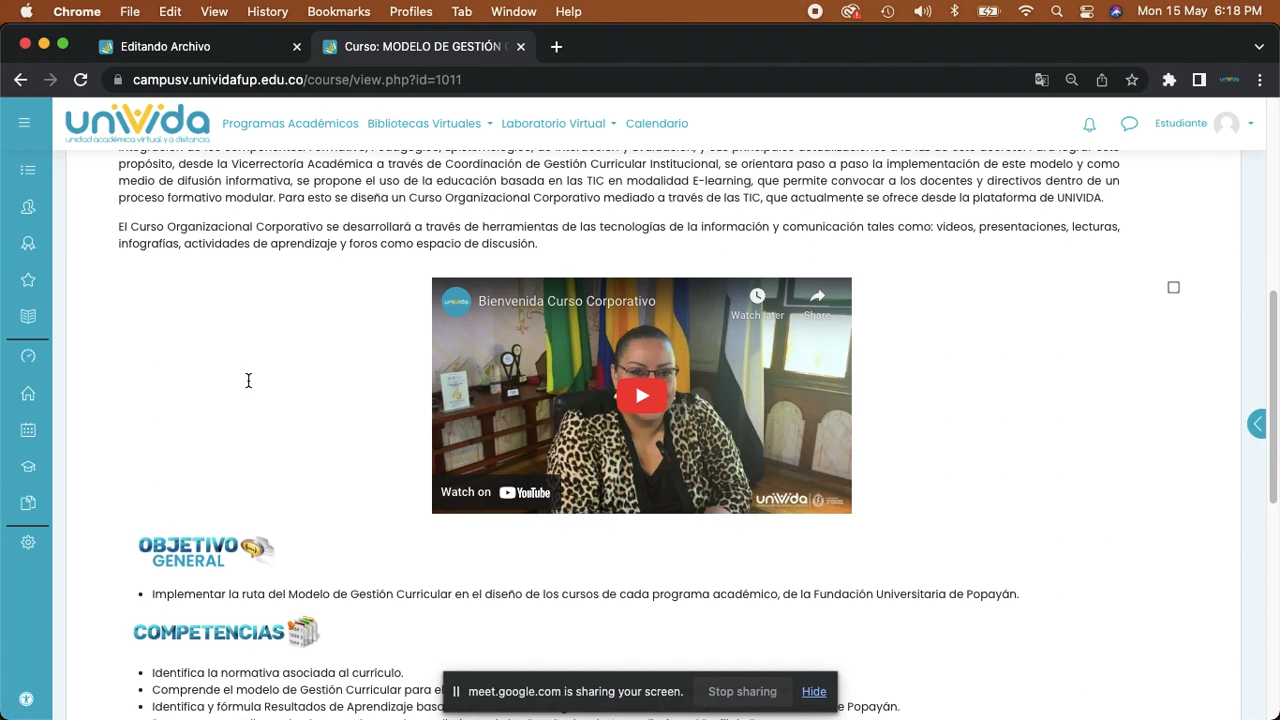 Chrome File Edit View History Bookmarks Profiles Tab Window Help Mon 15 May 6:18 PM
Editando Archivo
Curso: MODELO DE GESTIÓN
campusv.unividafup.edu.co/course/view.php?id=1011
uniVida
unidad académica virtual y a distancia
Programas Académicos Bibliotecas Virtuales Laboratorio Virtual Calendario
Estudiante
propósito, desde la Vicerrectoría Académica a través de Coordinación de Gestión Curricular Institucional, se orientara paso a paso la implementación de este modelo y como
medio de difusión informativa, se propone el uso de la educación basada en las TIC en modalidad E-learning, que permite convocar a los docentes y directivos dentro de un
proceso formativo modular. Para esto se diseña un Curso Organizacional Corporativo mediado a través de las TIC, que actualmente se ofrece desde la plataforma de UNIVIDA.
El Curso Organizacional Corporativo se desarrollará a través de herramientas de las tecnologías de la información y comunicación tales como: videos, presentaciones, lecturas,
infografías, actividades de aprendizaje y foros como espacio de discusión.
Bienvenida Curso Corporativo
Watch later
Share
Watch on YouTube
uniVida
OBJETIVO
GENERAL
Implementar la ruta del Modelo de Gestión Curricular en el diseño de los cursos de cada programa académico, de la Fundación Universitaria de Popayán.
COMPETENCIAS
Identifica la normativa asociada al currículo.
Comprende el modelo de Gestión Curricular para el
Identifica y fórmula Resultados de Aprendizaje e Popayán.
meet.google.com is sharing your screen. Stop sharing Hide